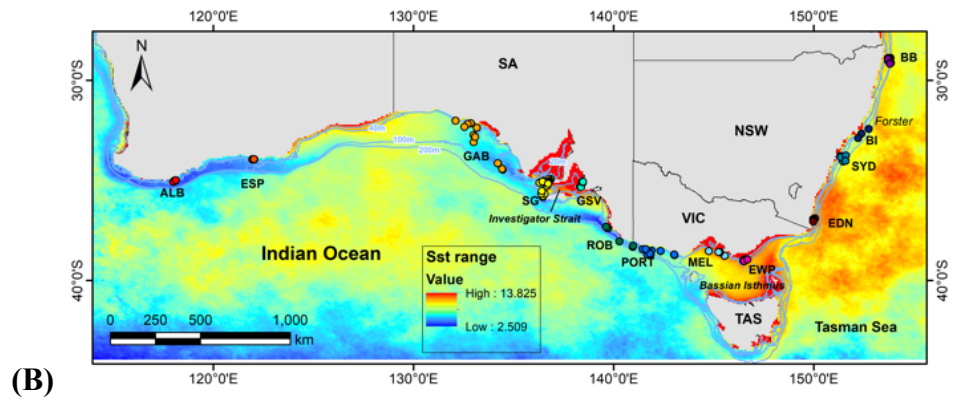 120°0'E 130°0'E 140°0'E 150°0'E
N
SA
BB
30°S
30°S
40m
Forster
100m
NSW
BI
200m
GAB
SYD
ALB
ESP
SG
GSV
Investigator Strait
VIC
EDN
ROB
Indian Ocean
PORT
MEL
EWP
Sst range
Bassian Isthmus
Value
High : 13.825
40°0'S
40°0'S
0 250 500 1,000
TAS
Low : 2.509
Tasman Sea
km
120°0'E 130°0'E 140°0'E 150°0'E
(B)